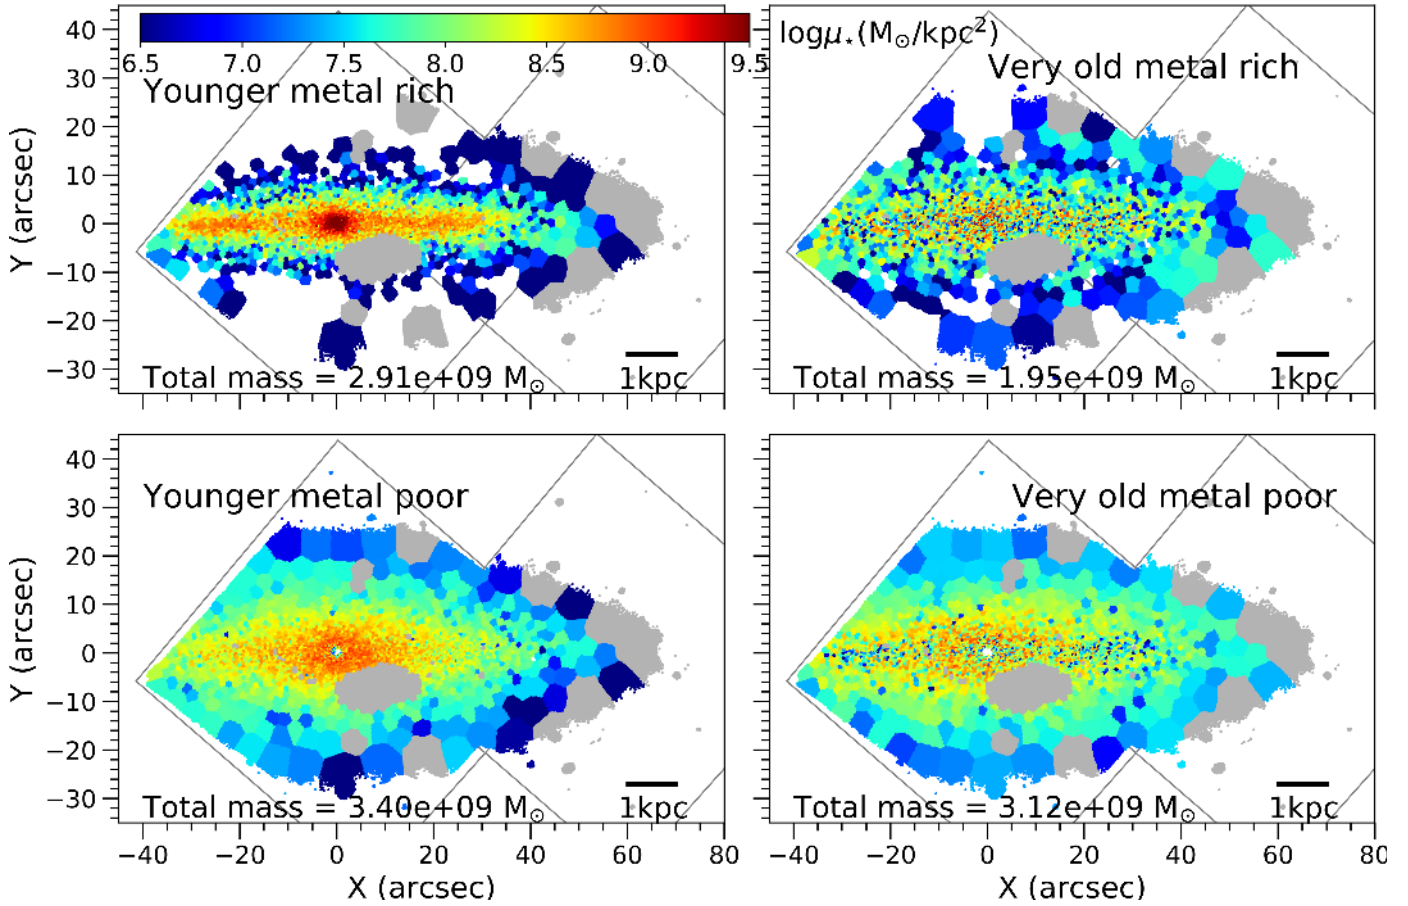 6.5 7.0 7.5 8.0 8.5 9.0 9.5
logμ⋆(M⊙/kpc²)
Younger metal rich
Very old metal rich
40
30
20
10
0
−10
−20
−30
Y (arcsec)
Total mass = 2.91e+09 M⊙
1kpc
Total mass = 1.95e+09 M⊙
1kpc
Younger metal poor
Very old metal poor
40
30
20
10
0
−10
−20
−30
Y (arcsec)
Total mass = 3.40e+09 M⊙
1kpc
Total mass = 3.12e+09 M⊙
1kpc
−40 −20 0 20 40 60 80
−40 −20 0 20 40 60 80
X (arcsec)
X (arcsec)